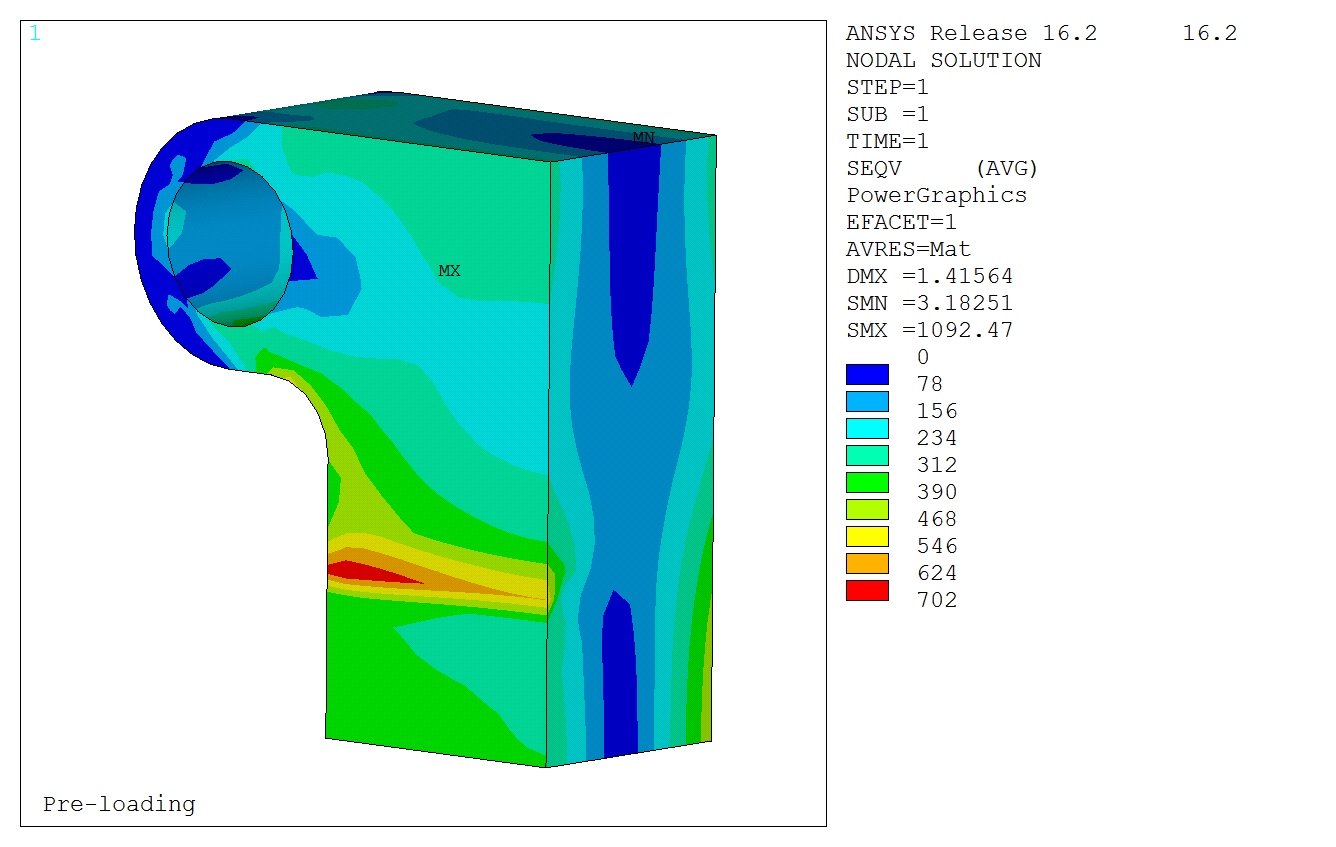 1
ANSYS Release 16.2 16.2
NODAL SOLUTION
STEP=1
SUB =1
TIME=1
SEQV (AVG)
PowerGraphics
EFACET=1
AVRES=Mat
DMX =1.41564
SMN =3.18251
SMX =1092.47
0
78
156
234
312
390
468
546
624
702
MN
MX
Pre-loading